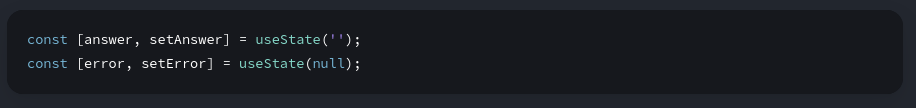 const [answer, setAnswer] = useState('');
const [error, setError] = useState(null);